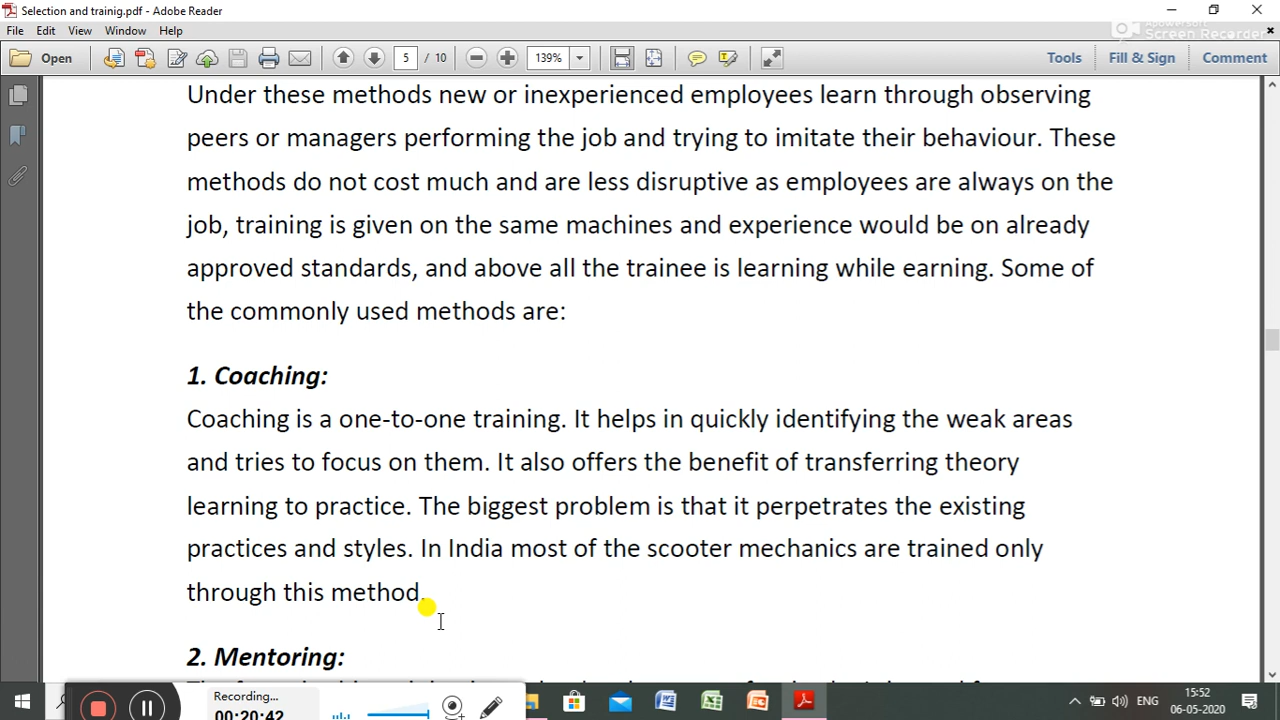 Selection and trainig.pdf - Adobe Reader
File Edit View Window Help
Apowersoft
Screen Recorder
Open 5 / 10 139% Tools Fill & Sign Comment
Under these methods new or inexperienced employees learn through observing
peers or managers performing the job and trying to imitate their behaviour. These
methods do not cost much and are less disruptive as employees are always on the
job, training is given on the same machines and experience would be on already
approved standards, and above all the trainee is learning while earning. Some of
the commonly used methods are:
1. Coaching:
Coaching is a one-to-one training. It helps in quickly identifying the weak areas
and tries to focus on them. It also offers the benefit of transferring theory
learning to practice. The biggest problem is that it perpetrates the existing
practices and styles. In India most of the scooter mechanics are trained only
through this method.
2. Mentoring:
Recording...
00:20:42
ENG
15:52
06-05-2020